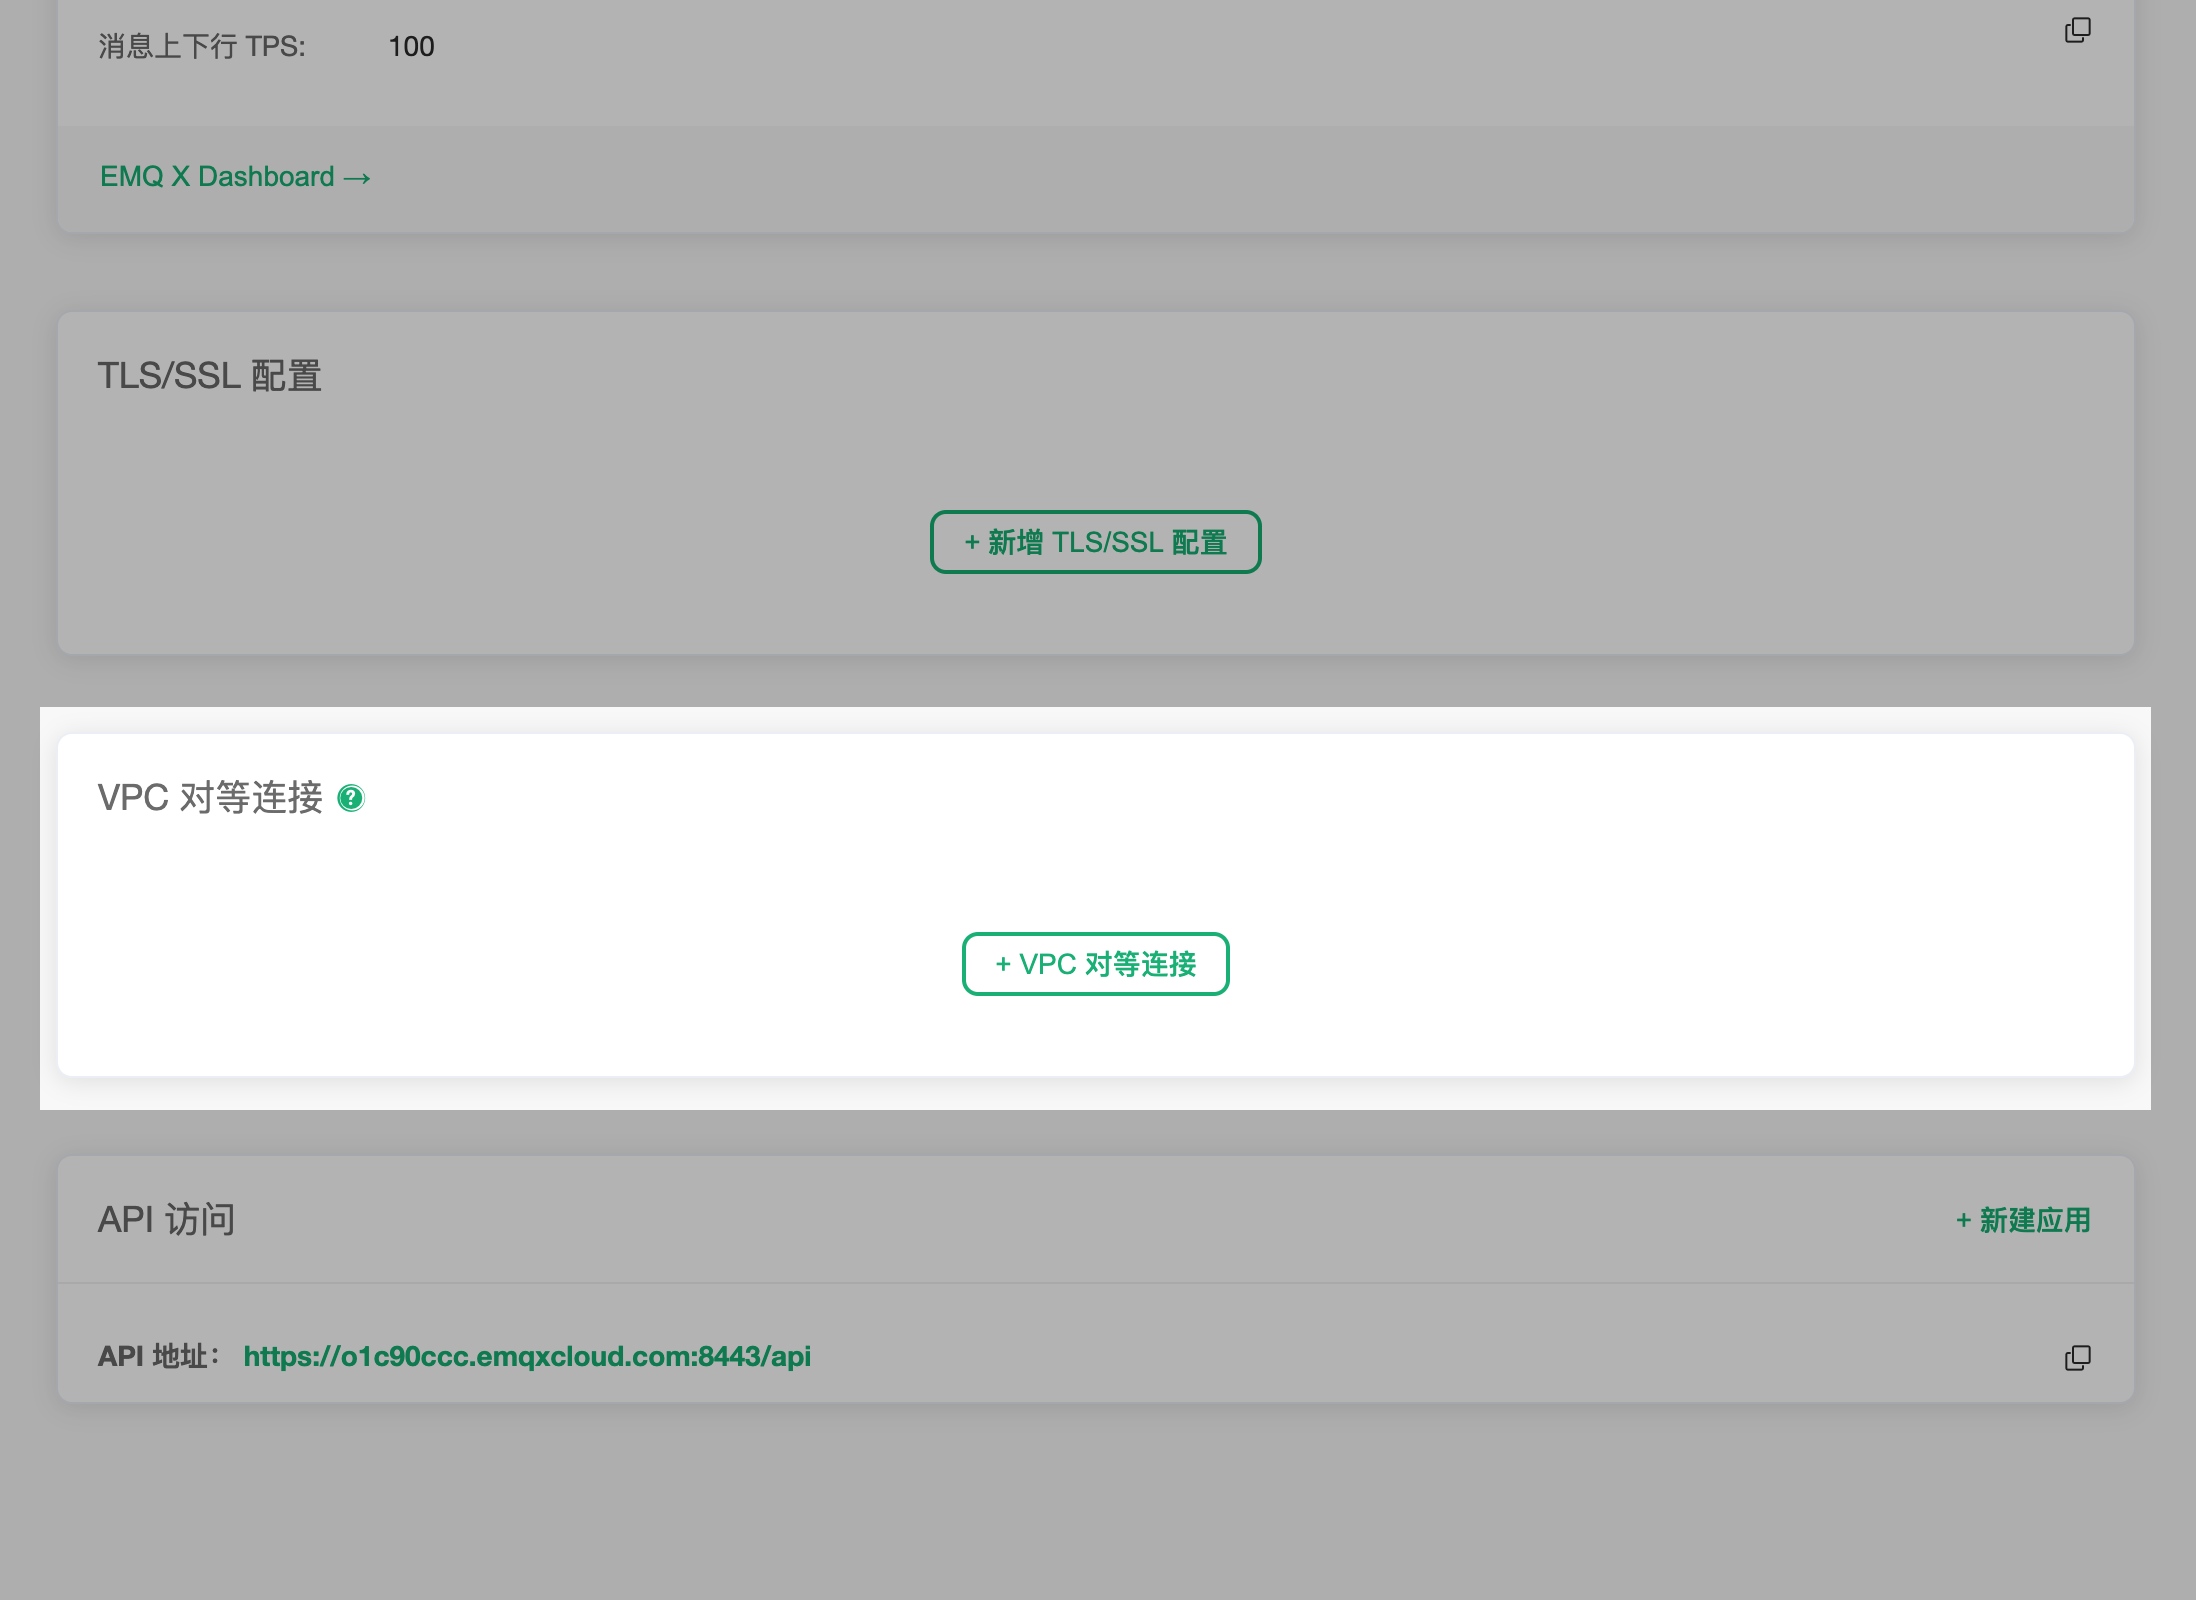 消息上下行 TPS: 100
EMQ X Dashboard →
TLS/SSL 配置
+ 新增 TLS/SSL 配置
VPC 对等连接 ?
+ VPC 对等连接
API 访问
+ 新建应用
API 地址： https://o1c90ccc.emqxcloud.com:8443/api